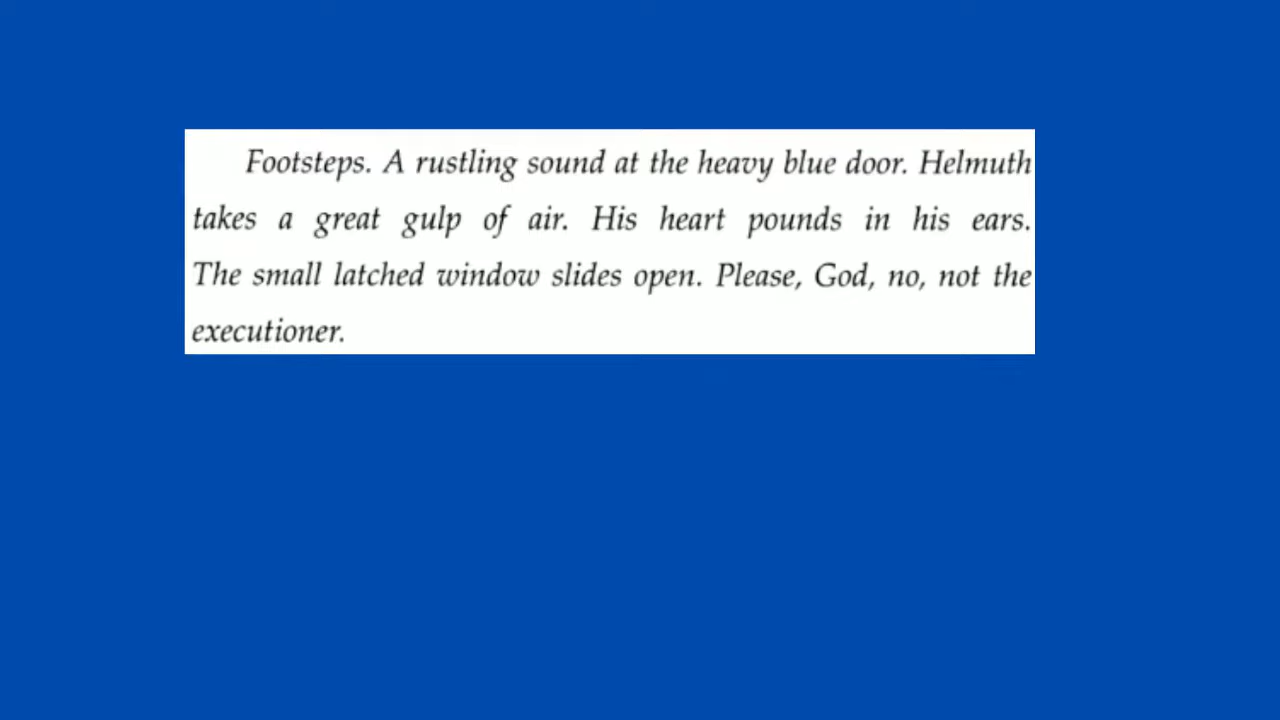 Footsteps. A rustling sound at the heavy blue door. Helmuth
takes a great gulp of air. His heart pounds in his ears.
The small latched window slides open. Please, God, no, not the
executioner.